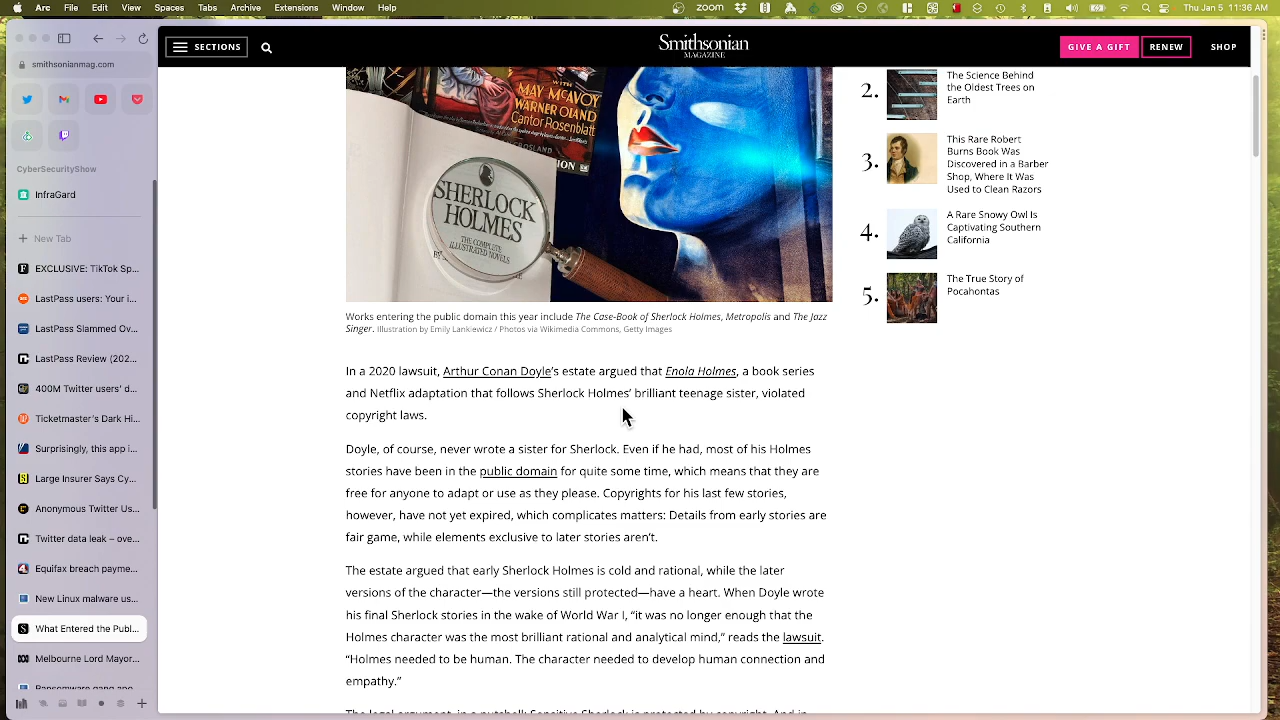 Arc File Edit View Spaces Tabs Archive Extensions Window Help
200% Thu Jan 5 11:36 AM
smithsonianmag.com
CyberSecurityShow
InfraGard
New Tab
EXCLUSIVE: TikTok Sp...
LastPass users: Your i...
LastPass Review (202...
400M Twitter users' d...
Ticketmaster's Dark Hi...
Surprisingly, this app i...
Large Insurer Says Cy...
Anonymous Twitter Us...
Twitter data leak – ove...
Equifax breach payme...
New Linux malware us...
What Entered the Publ...
Ransomware gang apo...
SECTIONS
Smithsonian
MAGAZINE
GIVE A GIFT
RENEW
SHOP
MAY MCAVOY
WARNER OLAND
Cantor Rosenblatt
SHERLOCK
HOLMES
THE COMPLETE
ILLUSTRATED NOVELS
Works entering the public domain this year include The Case-Book of Sherlock Holmes, Metropolis and The Jazz
Singer. Illustration by Emily Lankiewicz / Photos via Wikimedia Commons, Getty Images
In a 2020 lawsuit, Arthur Conan Doyle's estate argued that Enola Holmes, a book series
and Netflix adaptation that follows Sherlock Holmes' brilliant teenage sister, violated
copyright laws.
Doyle, of course, never wrote a sister for Sherlock. Even if he had, most of his Holmes
stories have been in the public domain for quite some time, which means that they are
free for anyone to adapt or use as they please. Copyrights for his last few stories,
however, have not yet expired, which complicates matters: Details from early stories are
fair game, while elements exclusive to later stories aren't.
The estate argued that early Sherlock Holmes is cold and rational, while the later
versions of the character—the versions still protected—have a heart. When Doyle wrote
his final Sherlock stories in the wake of World War I, "it was no longer enough that the
Holmes character was the most brilliant rational and analytical mind," reads the lawsuit.
"Holmes needed to be human. The character needed to develop human connection and
empathy."
2.
The Science Behind
the Oldest Trees on
Earth
3.
This Rare Robert
Burns Book Was
Discovered in a Barber
Shop, Where It Was
Used to Clean Razors
4.
A Rare Snowy Owl Is
Captivating Southern
California
5.
The True Story of
Pocahontas